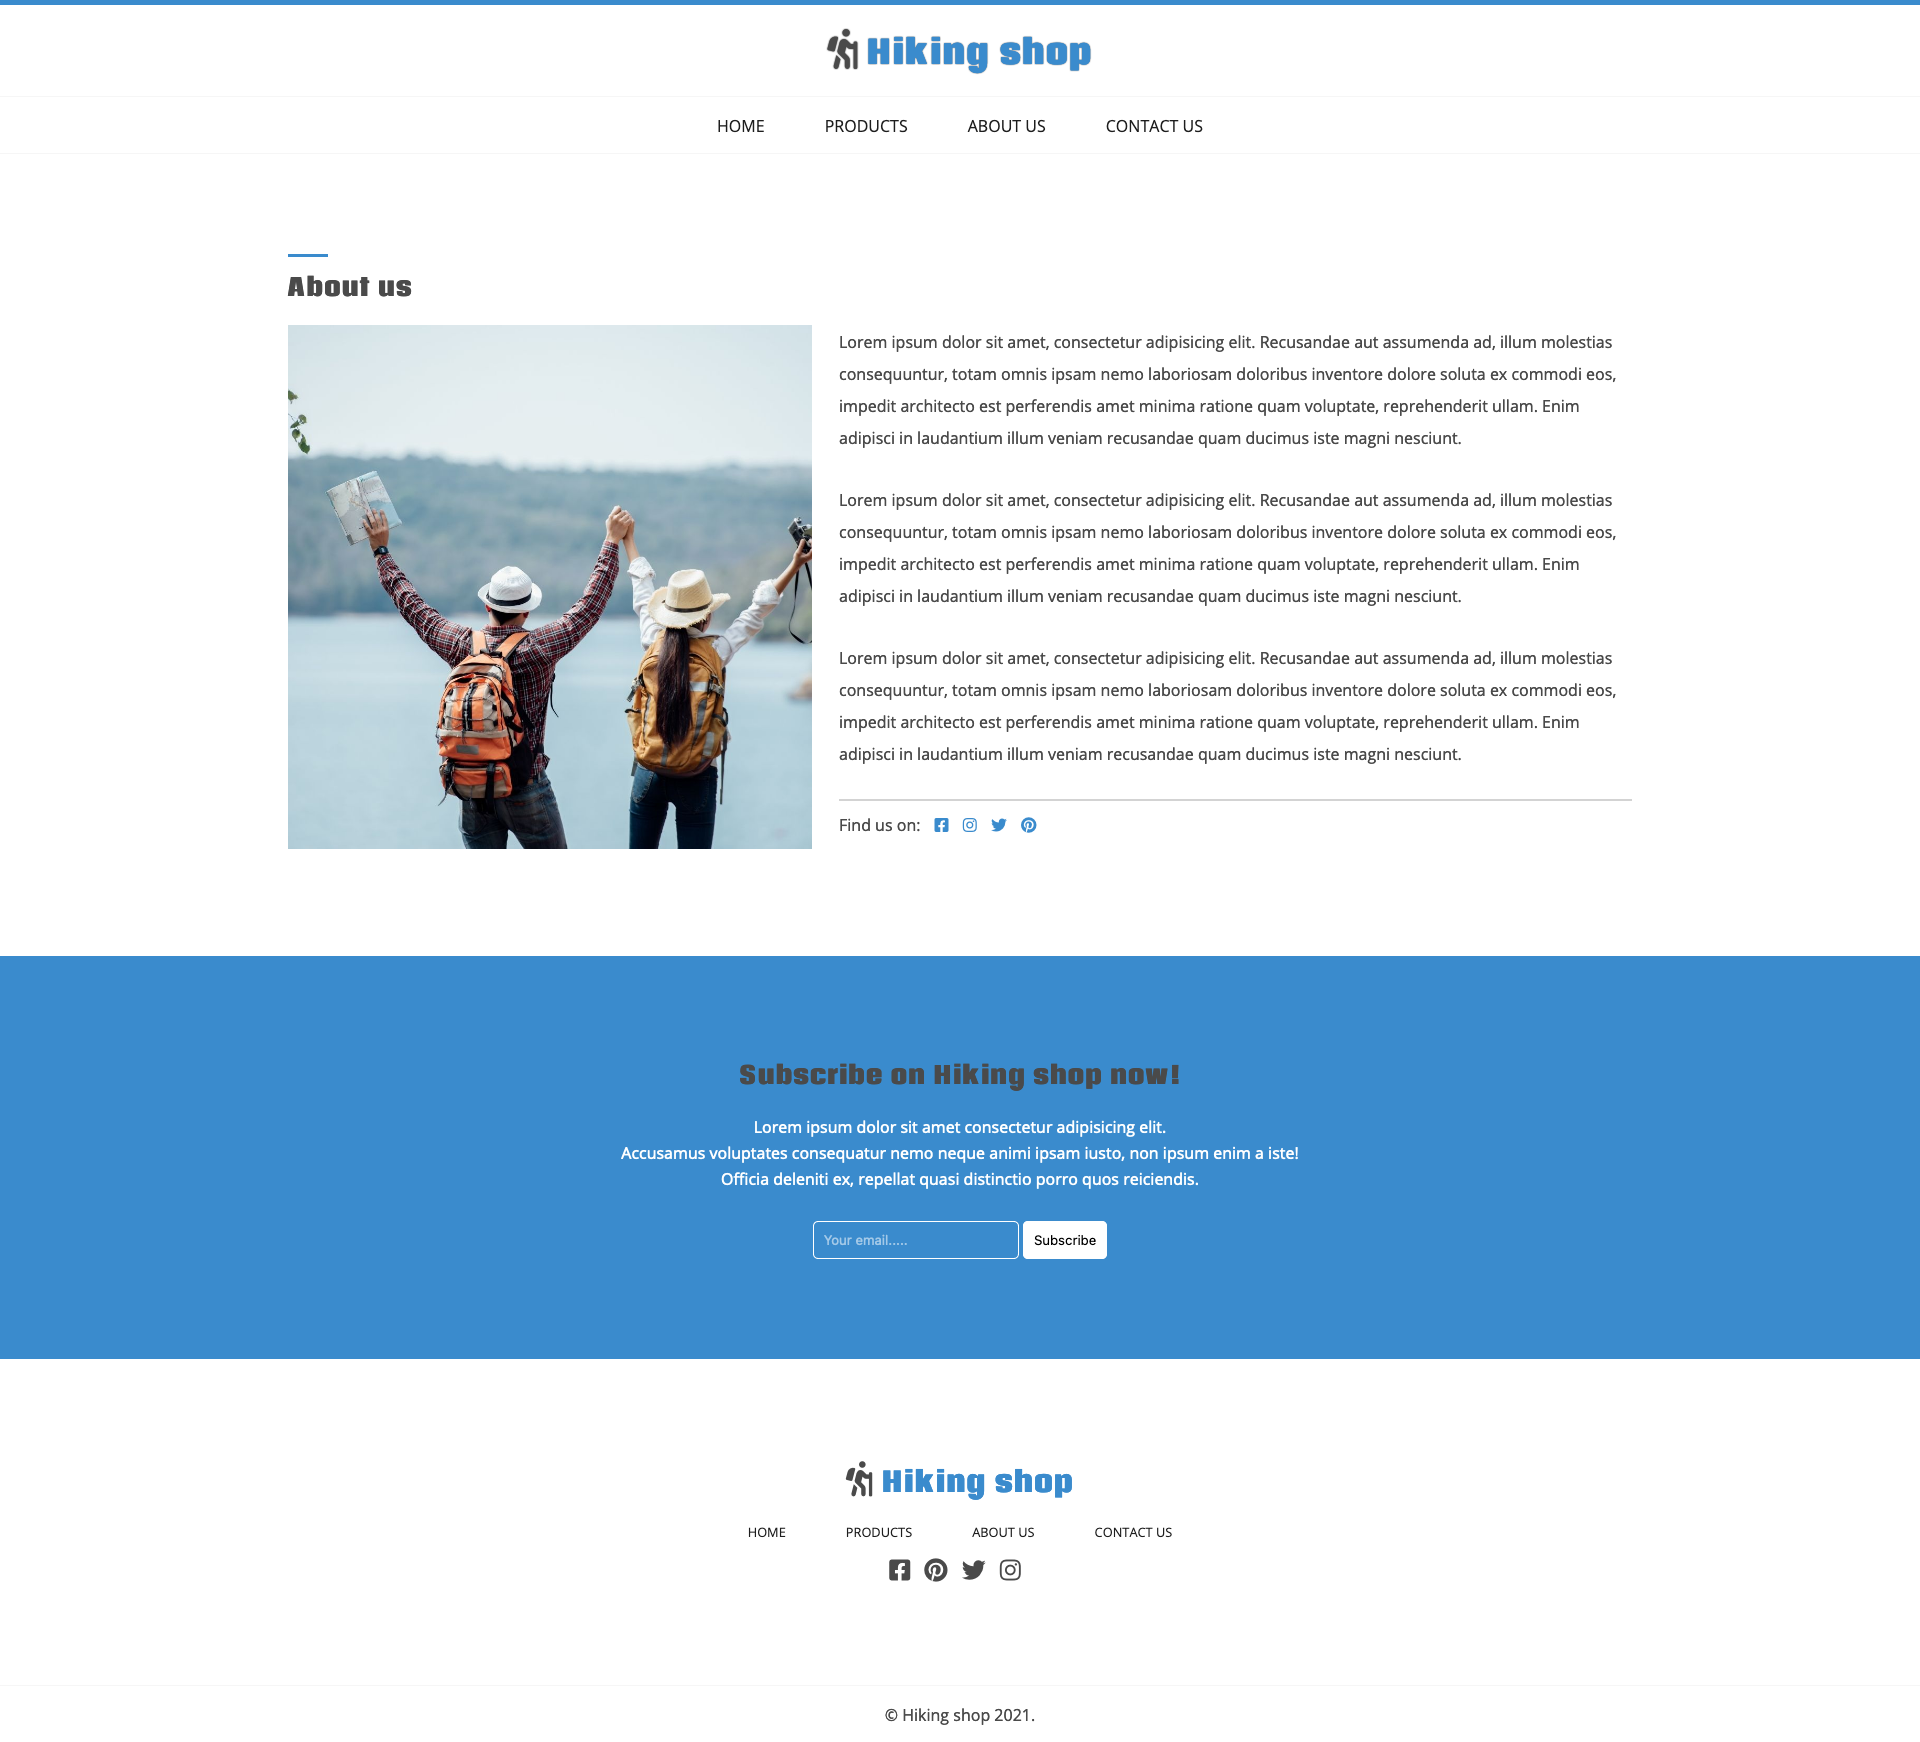 Hiking shop
HOME PRODUCTS ABOUT US CONTACT US
About us
Lorem ipsum dolor sit amet, consectetur adipisicing elit. Recusandae aut assumenda ad, illum molestias
consequuntur, totam omnis ipsam nemo laboriosam doloribus inventore dolore soluta ex commodi eos,
impedit architecto est perferendis amet minima ratione quam voluptate, reprehenderit ullam. Enim
adipisci in laudantium illum veniam recusandae quam ducimus iste magni nesciunt.
Lorem ipsum dolor sit amet, consectetur adipisicing elit. Recusandae aut assumenda ad, illum molestias
consequuntur, totam omnis ipsam nemo laboriosam doloribus inventore dolore soluta ex commodi eos,
impedit architecto est perferendis amet minima ratione quam voluptate, reprehenderit ullam. Enim
adipisci in laudantium illum veniam recusandae quam ducimus iste magni nesciunt.
Lorem ipsum dolor sit amet, consectetur adipisicing elit. Recusandae aut assumenda ad, illum molestias
consequuntur, totam omnis ipsam nemo laboriosam doloribus inventore dolore soluta ex commodi eos,
impedit architecto est perferendis amet minima ratione quam voluptate, reprehenderit ullam. Enim
adipisci in laudantium illum veniam recusandae quam ducimus iste magni nesciunt.
Find us on:
Subscribe on Hiking shop now!
Lorem ipsum dolor sit amet consectetur adipisicing elit.
Accusamus voluptates consequatur nemo neque animi ipsam iusto, non ipsum enim a iste!
Officia deleniti ex, repellat quasi distinctio porro quos reiciendis.
Your email..... Subscribe
Hiking shop
HOME PRODUCTS ABOUT US CONTACT US
© Hiking shop 2021.